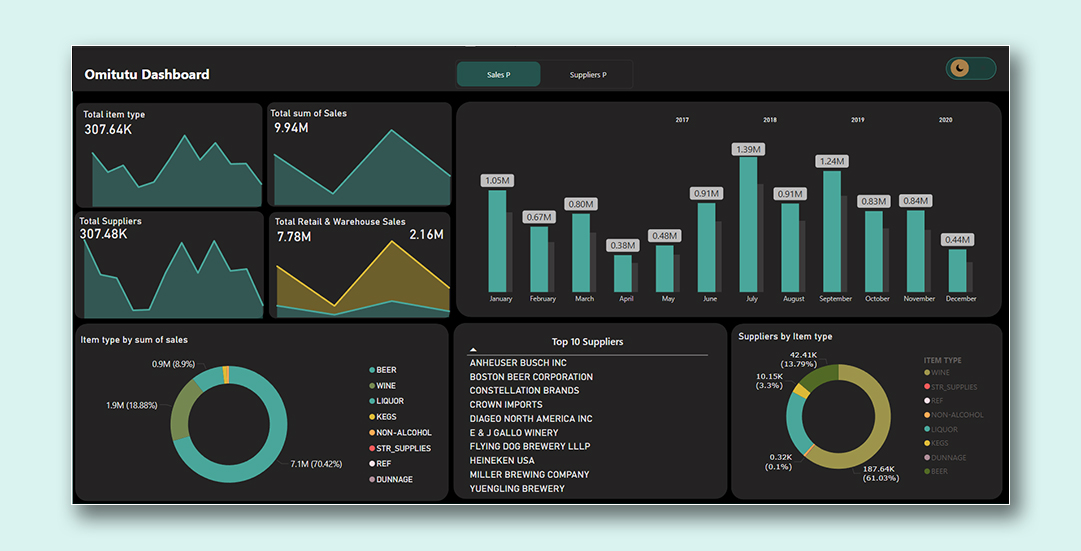 Omitutu Dashboard
Sales P
Suppliers P
Total item type
307.64K
Total sum of Sales
9.94M
Total Suppliers
307.48K
Total Retail & Warehouse Sales
7.78M
2.16M
2017 2018 2019 2020
1.05M
0.67M
0.80M
0.38M
0.48M
0.91M
1.39M
0.91M
1.24M
0.83M
0.84M
0.44M
January February March April May June July August September October November December
Item type by sum of sales
0.9M (8.9%)
1.9M (18.88%)
7.1M (70.42%)
BEER
WINE
LIQUOR
KEGS
NON-ALCOHOL
STR_SUPPLIES
REF
DUNNAGE
Top 10 Suppliers
ANHEUSER BUSCH INC
BOSTON BEER CORPORATION
CONSTELLATION BRANDS
CROWN IMPORTS
DIAGEO NORTH AMERICA INC
E & J GALLO WINERY
FLYING DOG BREWERY LLLP
HEINEKEN USA
MILLER BREWING COMPANY
YUENGLING BREWERY
Suppliers by Item type
42.41K
(13.79%)
10.15K
(3.3%)
0.32K
(0.1%)
187.64K
(61.03%)
ITEM TYPE
WINE
STR_SUPPLIES
REF
NON-ALCOHOL
LIQUOR
KEGS
DUNNAGE
BEER